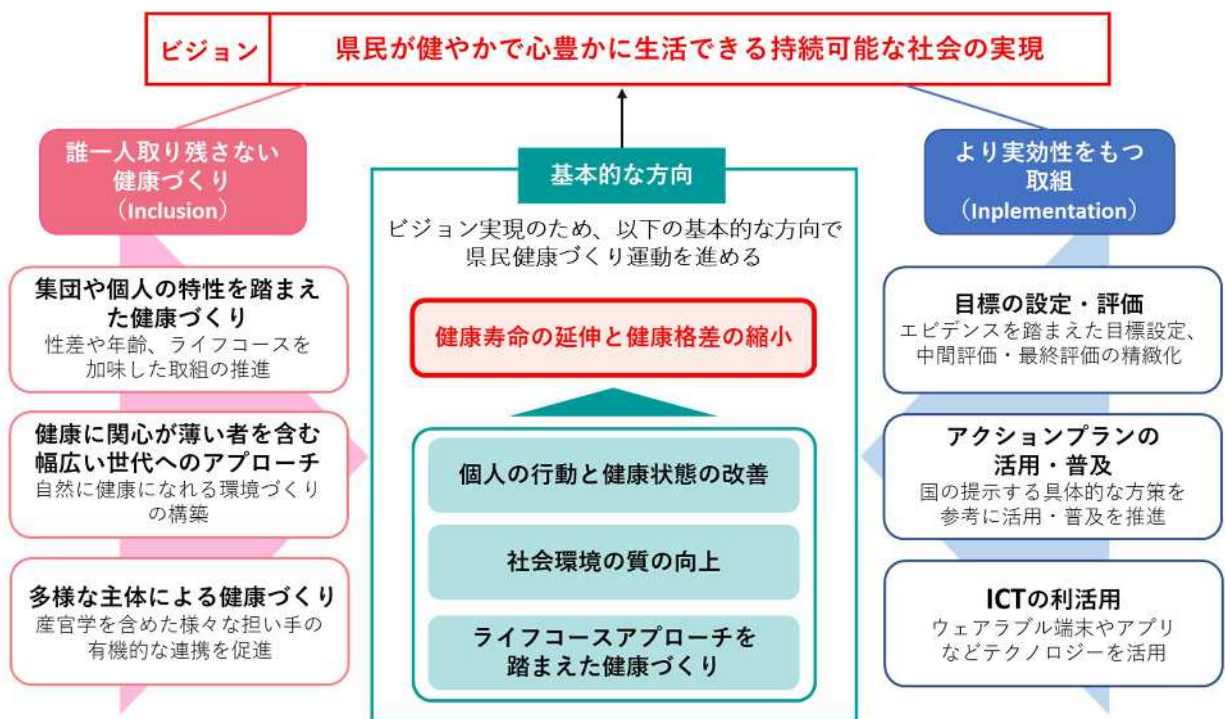 ビジョン
県民が健やかで心豊かに生活できる持続可能な社会の実現
誰一人取り残さない
健康づくり
（Inclusion）
集団や個人の特性を踏まえ
た健康づくり
性差や年齢、ライフコースを
加味した取組の推進
健康に関心が薄い者を含む
幅広い世代へのアプローチ
自然に健康になれる環境づくり
の構築
多様な主体による健康づくり
産官学を含めた様々な担い手の
有機的な連携を促進
基本的な方向
ビジョン実現のため、以下の基本的な方向で
県民健康づくり運動を進める
健康寿命の延伸と健康格差の縮小
個人の行動と健康状態の改善
社会環境の質の向上
ライフコースアプローチを
踏まえた健康づくり
より実効性をもつ
取組
（Inplementation）
目標の設定・評価
エビデンスを踏まえた目標設定、
中間評価・最終評価の精緻化
アクションプランの
活用・普及
国の提示する具体的な方策を
参考に活用・普及を推進
ICTの利活用
ウェアラブル端末やアプリ
などテクノロジーを活用